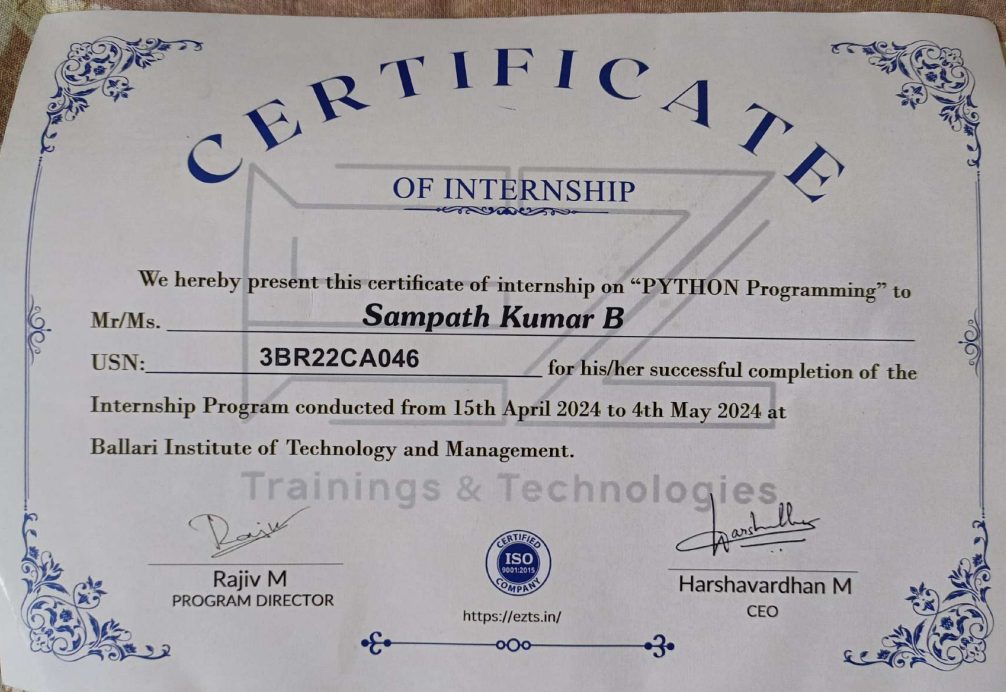 CERTIFICATE
OF INTERNSHIP
We hereby present this certificate of internship on “PYTHON Programming” to
Mr/Ms. Sampath Kumar B
USN: 3BR22CA046 for his/her successful completion of the
Internship Program conducted from 15th April 2024 to 4th May 2024 at
Ballari Institute of Technology and Management.
EZ
Trainings & Technologies
Rajiv
Harshavardhan
Rajiv M
PROGRAM DIRECTOR
CERTIFIED
ISO
9001:2015
COMPANY
https://ezts.in/
Harshavardhan M
CEO